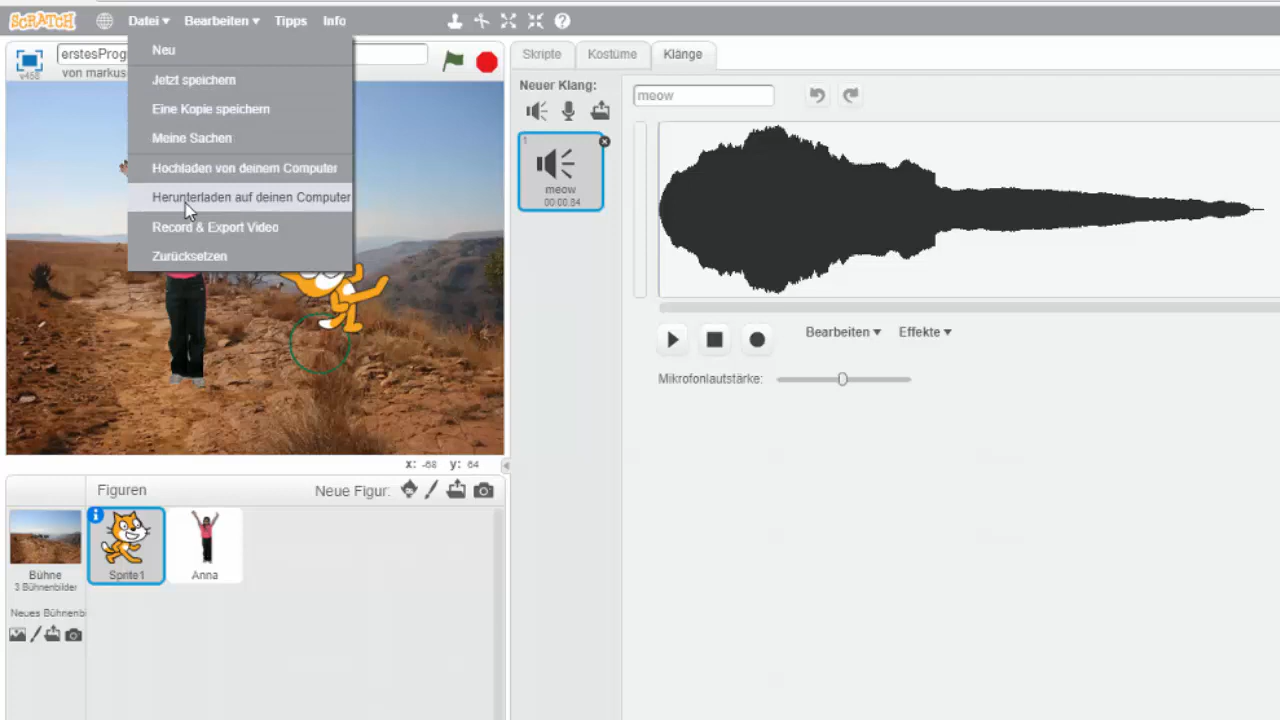 SCRATCH Datei Bearbeiten Tipps Info
Neu
Jetzt speichern
Eine Kopie speichern
Meine Sachen
Hochladen von deinem Computer
Herunterladen auf deinen Computer
Record & Export Video
Zurücksetzen
v458
erstesProg
von markus
Skripte Kostüme Klänge
Neuer Klang:
1
meow
00:00.84
meow
Bearbeiten Effekte
Mikrofonlautstärke:
x: -68 y: 64
Figuren Neue Figur:
Bühne
3 Bühnenbilder
Sprite1
Anna
Neues Bühnenbi